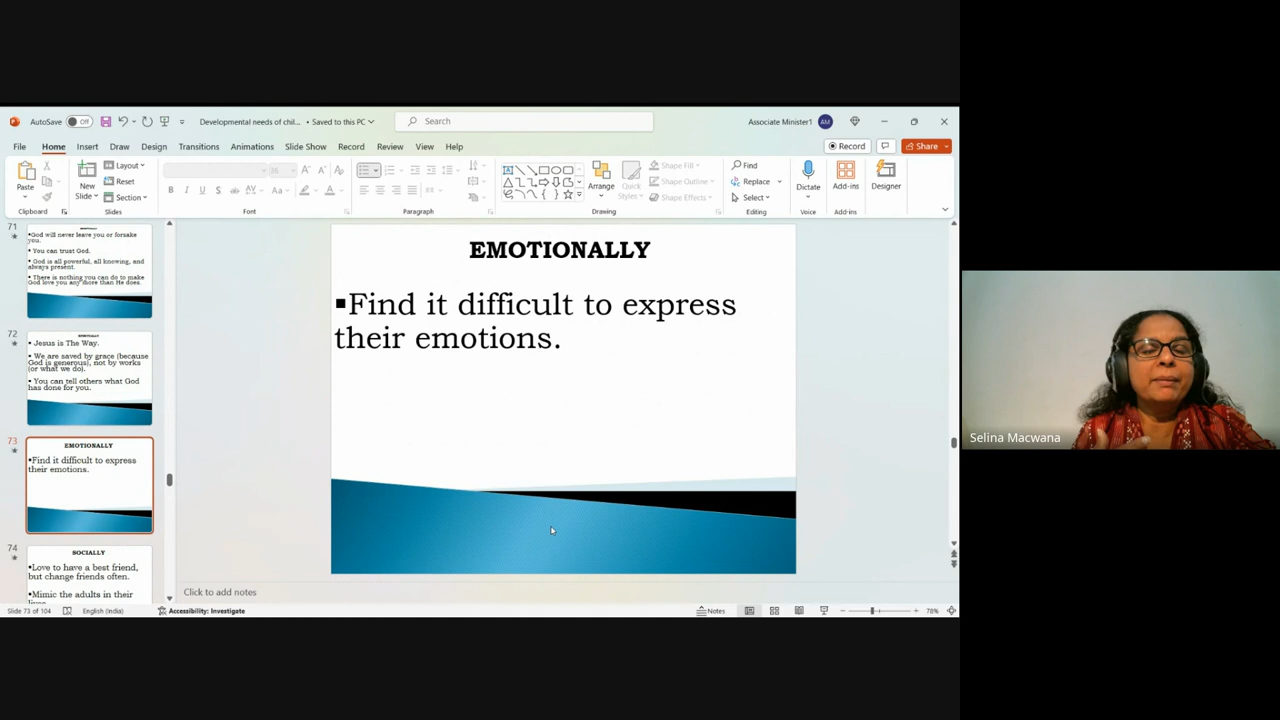 AutoSave Off Developmental needs of chil... • Saved to this PC Search Associate Minister1 AM
File Home Insert Draw Design Transitions Animations Slide Show Record Review View Help Record Share
Paste New Slide Layout Reset Section Arrange Quick Styles Shape Fill Shape Outline Shape Effects Find Replace Select Dictate Add-ins Designer
Clipboard Slides Font Paragraph Drawing Editing Voice Add-ins
71
God will never leave you or forsake
you.
▪ You can trust God.
▪ God is all powerful, all knowing, and
always present.
▪ There is nothing you can do to make
God love you any more than He does.
72
▪ Jesus is The Way.
▪ We are saved by grace (because
God is generous), not by works
(or what we do).
▪ You can tell others what God
has done for you.
73
EMOTIONALLY
▪Find it difficult to express
their emotions.
74
SOCIALLY
▪Love to have a best friend,
but change friends often.
▪Mimic the adults in their
EMOTIONALLY
▪Find it difficult to express
their emotions.
Click to add notes
Slide 73 of 104 English (India) Accessibility: Investigate Notes 78%
Selina Macwana